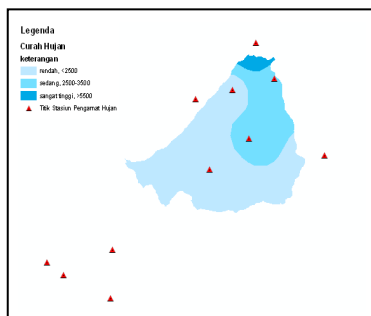 Legenda
Curah Hujan
keterangan
rendah, <2500
sedang, 2500-3500
sangat tinggi, >5500
Titik Stasiun Pengamat Hujan